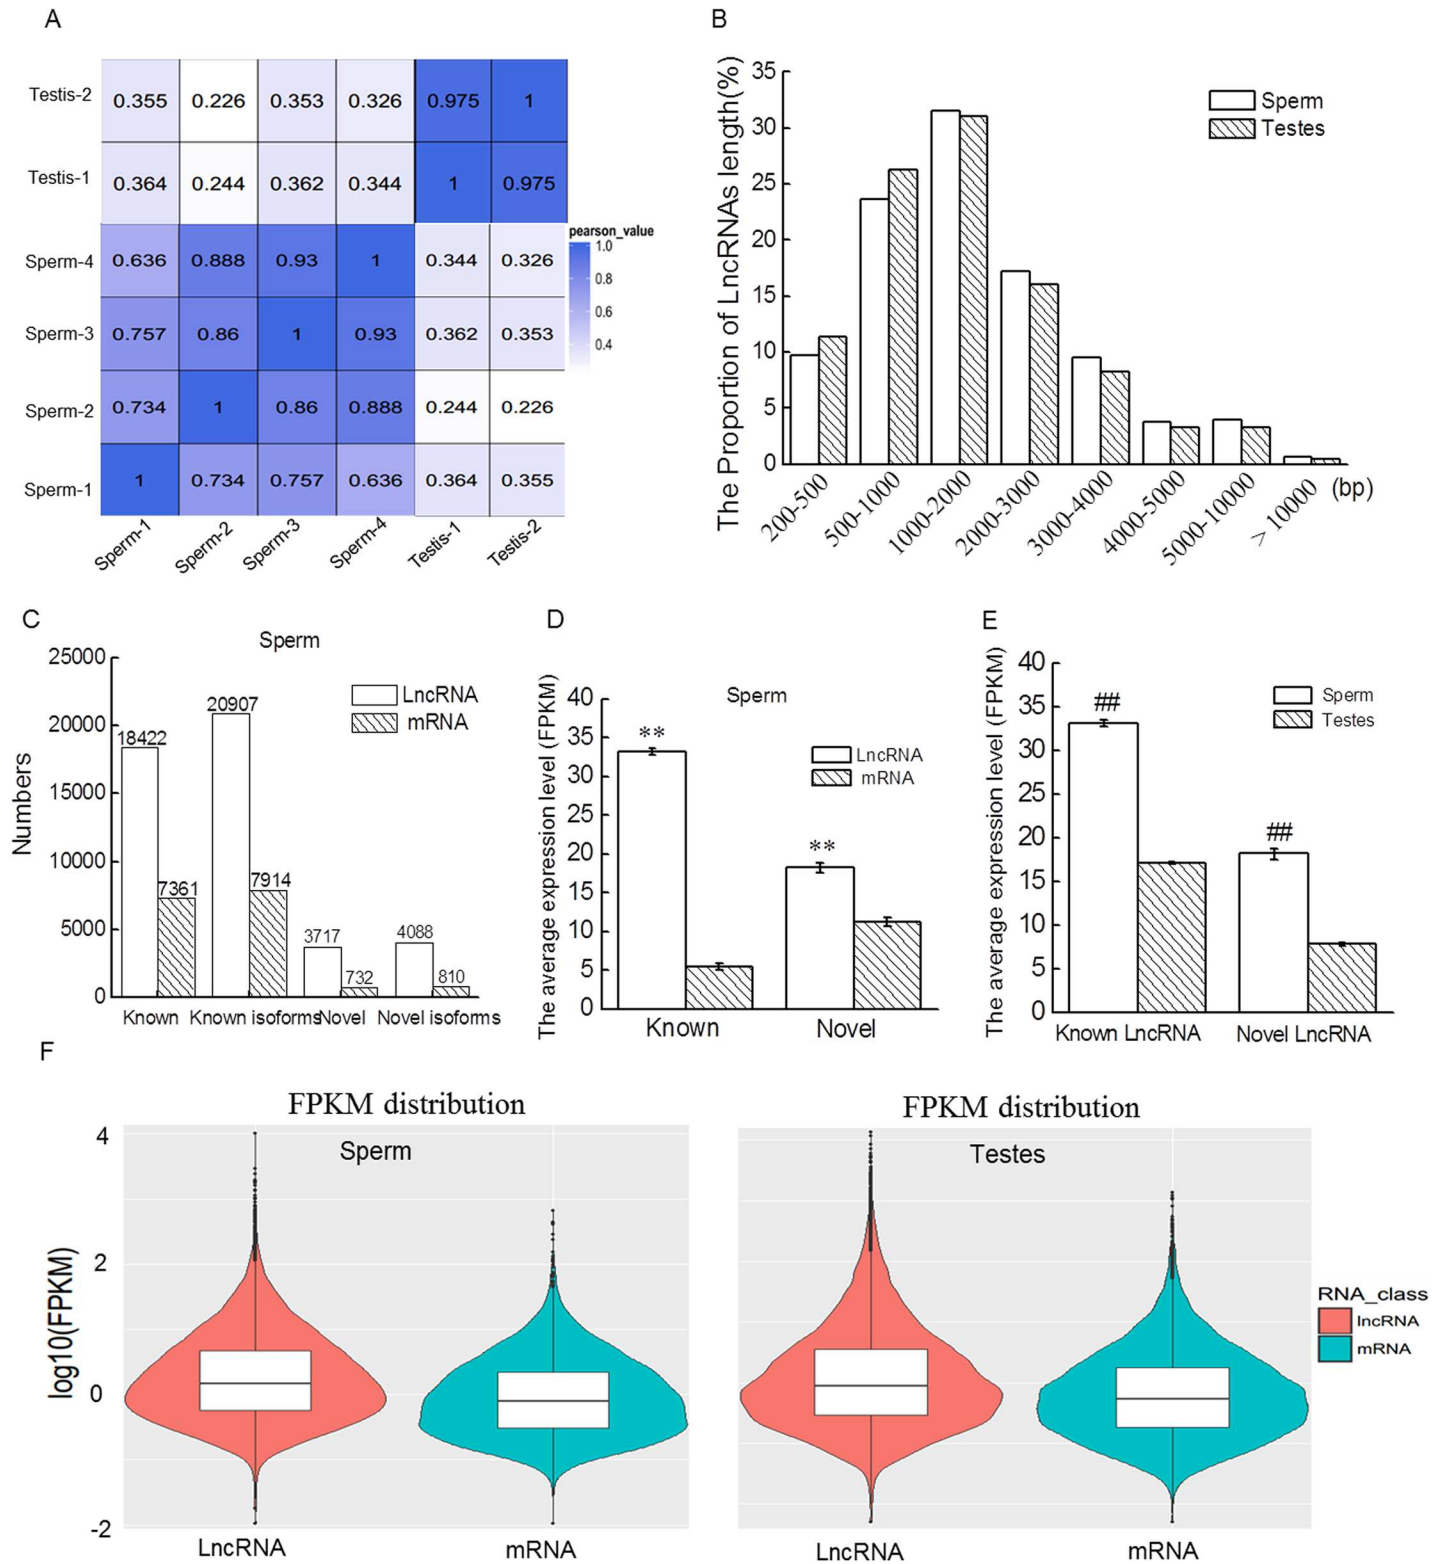 A
Testis-2 0.355 0.226 0.353 0.326 0.975 1
Testis-1 0.364 0.244 0.362 0.344 1 0.975
Sperm-4 0.636 0.888 0.93 1 0.344 0.326
Sperm-3 0.757 0.86 1 0.93 0.362 0.353
Sperm-2 0.734 1 0.86 0.888 0.244 0.226
Sperm-1 1 0.734 0.757 0.636 0.364 0.355
Sperm-1 Sperm-2 Sperm-3 Sperm-4 Testis-1 Testis-2
pearson_value
1.0
0.8
0.6
0.4
B
The Proportion of LncRNAs length(%)
35
30
25
20
15
10
5
0
Sperm
Testes
200-500 500-1000 1000-2000 2000-3000 3000-4000 4000-5000 5000-10000 > 10000 (bp)
C
Sperm
Numbers
25000
20000
15000
10000
5000
0
LncRNA
mRNA
18422 7361 20907 7914 3717 732 4088 810
Known Known isoforms Novel Novel isoforms
D
Sperm
The average expression level (FPKM)
40
35
30
25
20
15
10
5
0
LncRNA
mRNA
** **
Known Novel
E
The average expression level (FPKM)
40
35
30
25
20
15
10
5
0
Sperm
Testes
## ##
Known LncRNA Novel LncRNA
F
FPKM distribution
Sperm
log10(FPKM)
4
2
0
-2
LncRNA mRNA
FPKM distribution
Testes
LncRNA mRNA
RNA_class
lncRNA
mRNA